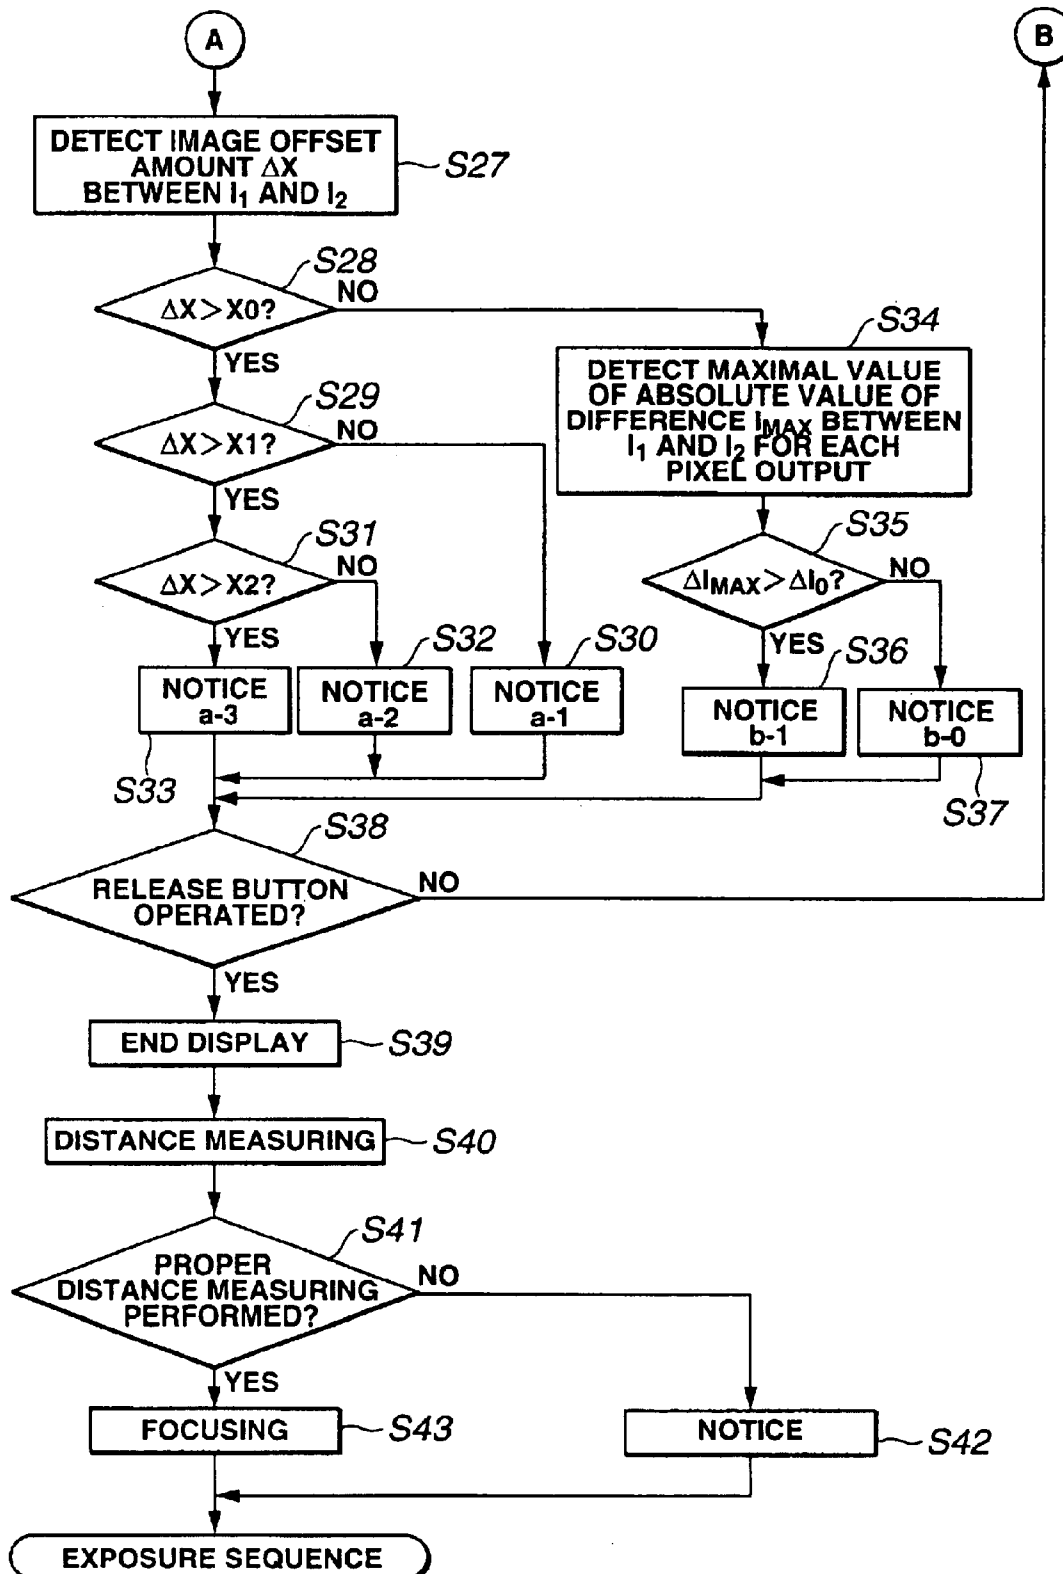 A
B
DETECT IMAGE OFFSET
AMOUNT ΔX
BETWEEN I1 AND I2
S27
S28
ΔX>X0?
NO
YES
S34
DETECT MAXIMAL VALUE
OF ABSOLUTE VALUE OF
DIFFERENCE IMAX BETWEEN
I1 AND I2 FOR EACH
PIXEL OUTPUT
S29
ΔX>X1?
NO
YES
S31
ΔX>X2?
NO
YES
S35
ΔIMAX>ΔI0?
NO
YES
S32
S30
S36
NOTICE
a-3
NOTICE
a-2
NOTICE
a-1
NOTICE
b-1
NOTICE
b-0
S33
S37
S38
RELEASE BUTTON
OPERATED?
NO
YES
END DISPLAY
S39
DISTANCE MEASURING
S40
S41
PROPER
DISTANCE MEASURING
PERFORMED?
NO
YES
FOCUSING
S43
NOTICE
S42
EXPOSURE SEQUENCE